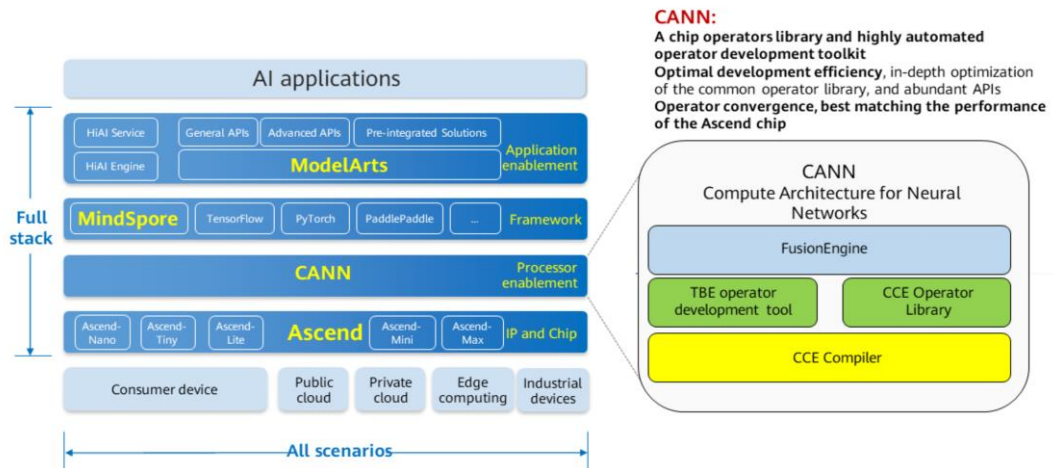 CANN:
A chip operators library and highly automated
operator development toolkit
Optimal development efficiency, in-depth optimization
of the common operator library, and abundant APIs
Operator convergence, best matching the performance
of the Ascend chip
AI applications
HiAI Service
General APIs
Advanced APIs
Pre-integrated Solutions
HiAI Engine
ModelArts
Application
enablement
Full
stack
MindSpore
TensorFlow
PyTorch
PaddlePaddle
...
Framework
CANN
Processor
enablement
Ascend-
Nano
Ascend-
Tiny
Ascend-
Lite
Ascend
Ascend-
Mini
Ascend-
Max
IP and Chip
Consumer device
Public
cloud
Private
cloud
Edge
computing
Industrial
devices
All scenarios
CANN
Compute Architecture for Neural
Networks
FusionEngine
TBE operator
development tool
CCE Operator
Library
CCE Compiler